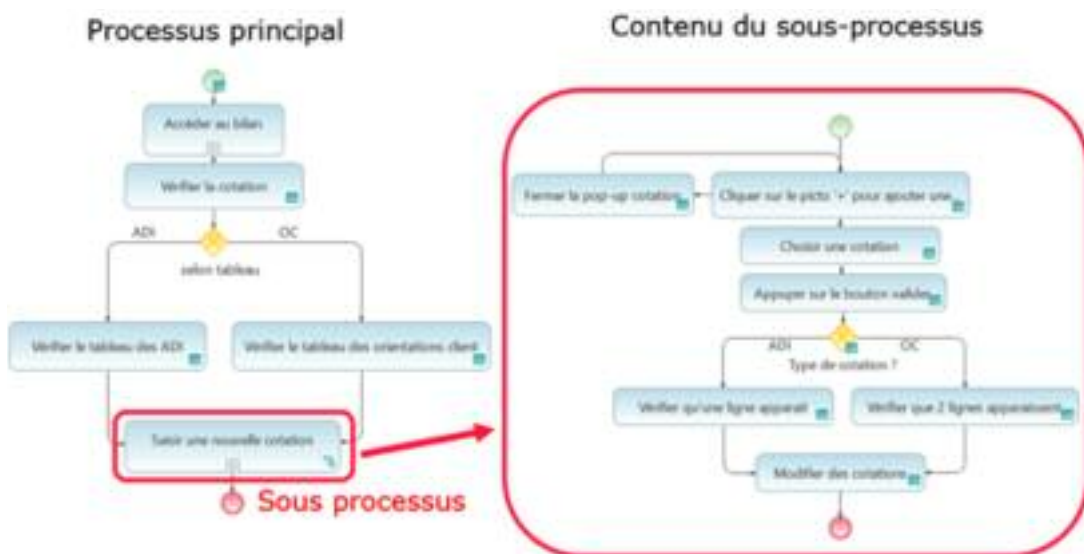 Processus principal
Contenu du sous-processus
Accéder au bilan
Vérifier la cotation
ADI
OC
selon tableau
Vérifier le tableau des ADI
Vérifier le tableau des orientations client
Saisir une nouvelle cotation
Sous processus
Fermer la pop-up cotation
Cliquer sur le picto '+' pour ajouter une
Choisir une cotation
Appuyer sur le bouton valider
ADI
OC
Type de cotation ?
Vérifier qu'une ligne apparait
Vérifier que 2 lignes apparaissent
Modifier des cotations